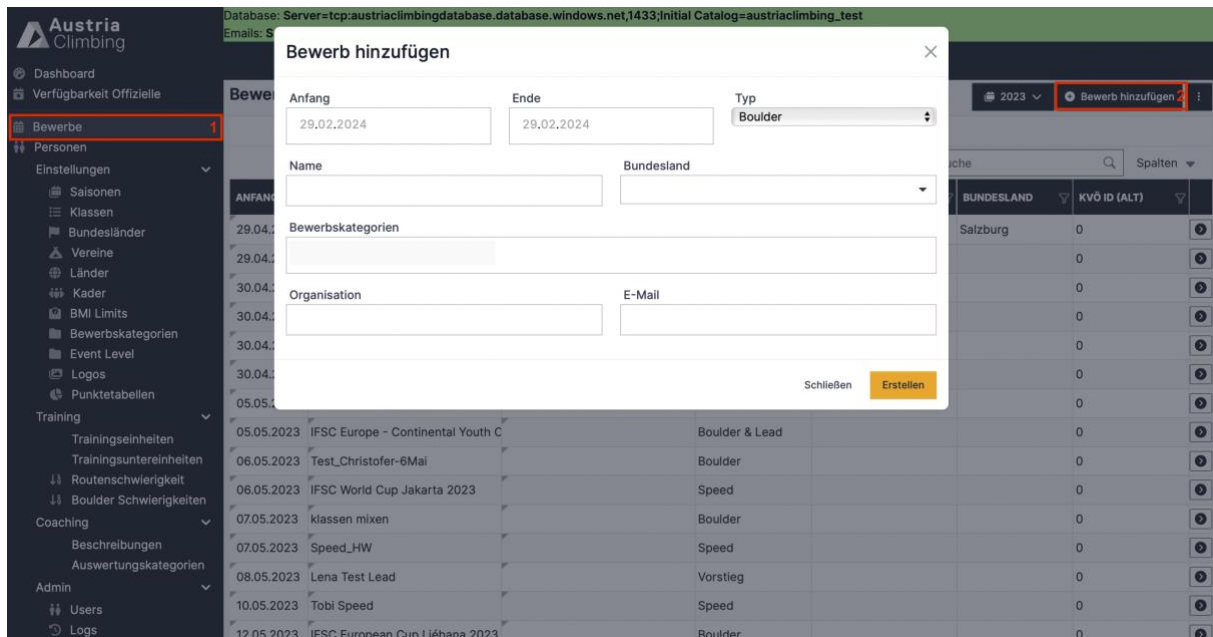 Austria
Climbing
Dashboard
Verfügbarkeit Offizielle
Bewerbe 1
Personen
Einstellungen
Saisonen
Klassen
Bundesländer
Vereine
Länder
Kader
BMI Limits
Bewerbskategorien
Event Level
Logos
Punktetabellen
Training
Trainingseinheiten
Trainingsuntereinheiten
Routenschwierigkeit
Boulder Schwierigkeiten
Coaching
Beschreibungen
Auswertungskategorien
Admin
Users
Logs
Database: Server=tcp:austriaclimbingdatabase.database.windows.net,1433;Initial Catalog=austriaclimbing_test
Emails: S
Bewe
2023
Bewerb hinzufügen 2
Spalten
Bewerb hinzufügen
Anfang Ende Typ
29.02.2024 29.02.2024 Boulder
Name Bundesland
Bewerbskategorien
Organisation E-Mail
Schließen Erstellen
ANFAN BUNDESLAND KVÖ ID (ALT)
29.04. Salzburg 0
29.04. 0
30.04. 0
30.04. 0
30.04. 0
30.04. 0
05.05. 0
05.05.2023 IFSC Europe - Continental Youth C Boulder & Lead 0
06.05.2023 Test_Christofer-6Mai Boulder 0
06.05.2023 IFSC World Cup Jakarta 2023 Speed 0
07.05.2023 klassen mixen Boulder 0
07.05.2023 Speed_HW Speed 0
08.05.2023 Lena Test Lead Vorstieg 0
10.05.2023 Tobi Speed Speed 0
12.05.2023 IFSC European Cup Liébana 2023 Boulder 0